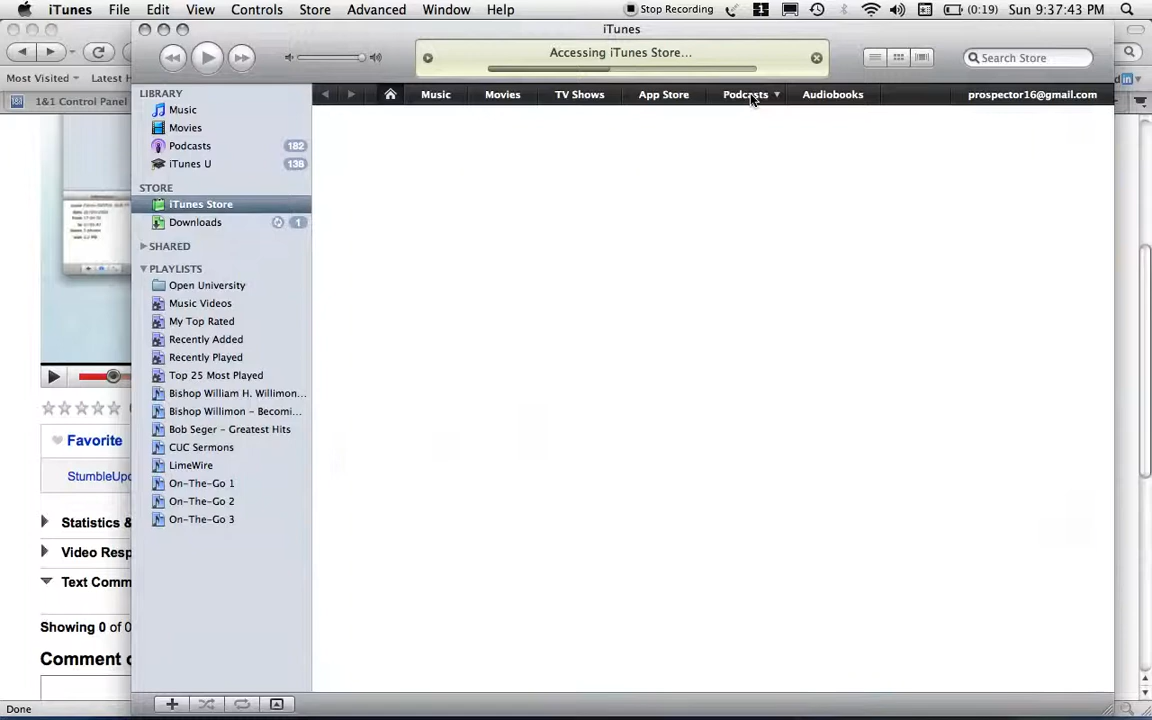 iTunes File Edit View Controls Store Advanced Window Help Stop Recording 1 (0:19) Sun 9:37:43 PM
iTunes
Accessing iTunes Store...
Search Store
Most Visited Latest H
1&1 Control Panel
LIBRARY
Music
Movies
Podcasts 182
iTunes U 138
STORE
iTunes Store
Downloads 1
SHARED
PLAYLISTS
Open University
Music Videos
My Top Rated
Recently Added
Recently Played
Top 25 Most Played
Bishop William H. Willimon...
Bishop Willimon - Becomi...
Bob Seger - Greatest Hits
CUC Sermons
LimeWire
On-The-Go 1
On-The-Go 2
On-The-Go 3
Music Movies TV Shows App Store Podcasts Audiobooks prospector16@gmail.com
Favorite
StumbleUpo
Statistics &
Video Resp
Text Comm
Showing 0 of 0
Comment o
Done